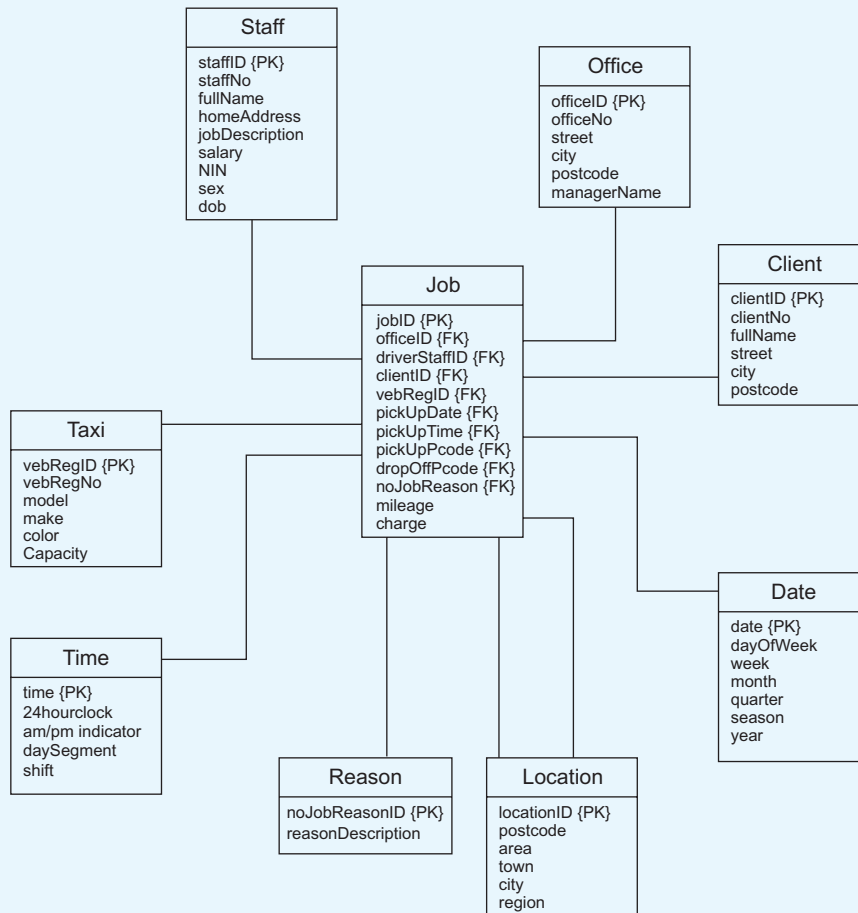 Staff
staffID {PK}
staffNo
fullName
homeAddress
jobDescription
salary
NIN
sex
dob
Office
officeID {PK}
officeNo
street
city
postcode
managerName
Job
jobID {PK}
officeID {FK}
driverStaffID {FK}
clientID {FK}
vebRegID {FK}
pickUpDate {FK}
pickUpTime {FK}
pickUpPcode {FK}
dropOffPcode {FK}
noJobReason {FK}
mileage
charge
Client
clientID {PK}
clientNo
fullName
street
city
postcode
Taxi
vebRegID {PK}
vebRegNo
model
make
color
Capacity
Time
time {PK}
24hourclock
am/pm indicator
daySegment
shift
Date
date {PK}
dayOfWeek
week
month
quarter
season
year
Reason
noJobReasonID {PK}
reasonDescription
Location
locationID {PK}
postcode
area
town
city
region